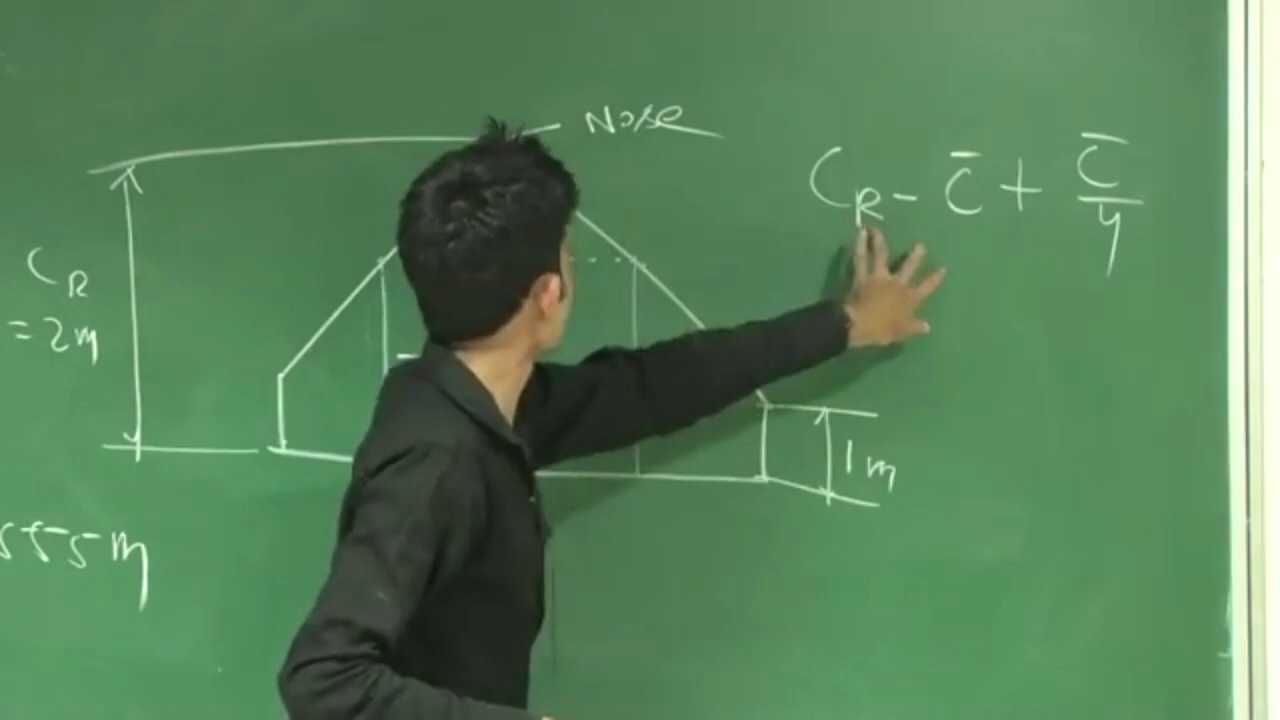 Nose
C_R - C̄ + C̄/4
C_R
= 2m
1m
555m